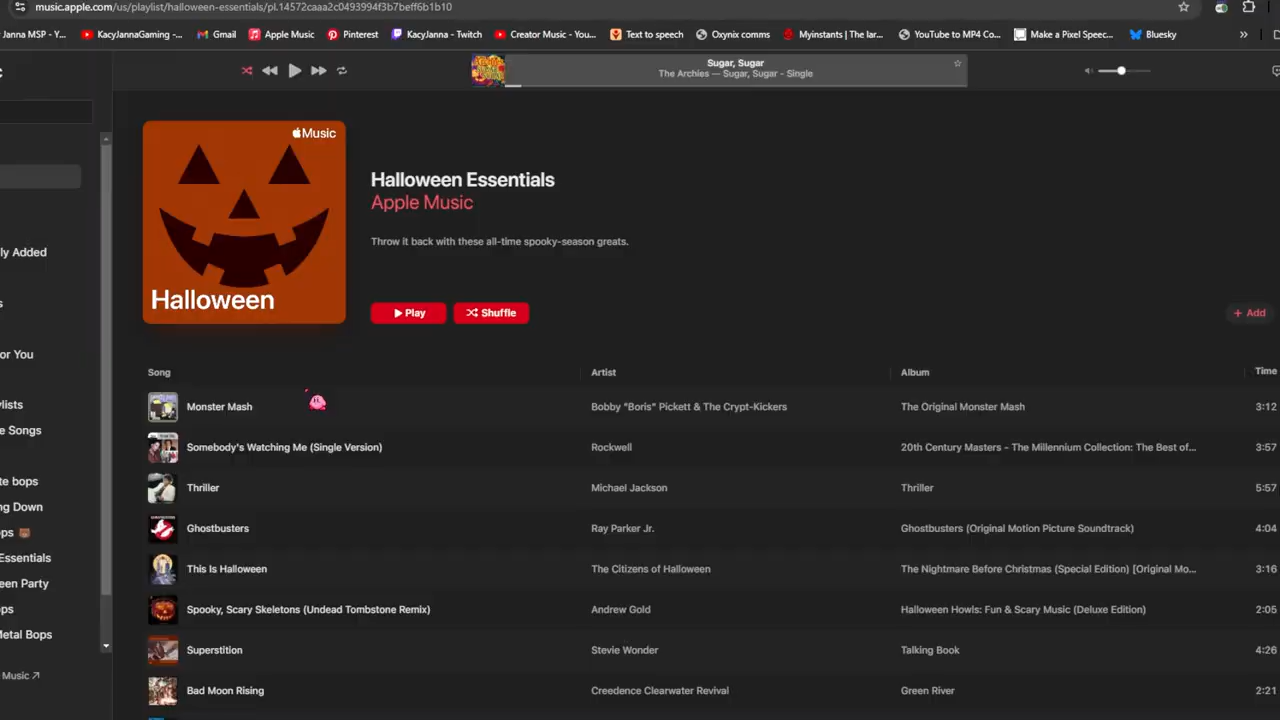 music.apple.com/us/playlist/halloween-essentials/pl.14572caaa2c0493994f3b7beff6b1b10
Janna MSP - Y...
KacyJannaGaming -...
Gmail
Apple Music
Pinterest
KacyJanna - Twitch
Creator Music - You...
Text to speech
Oxynix comms
Myinstants | The lar...
YouTube to MP4 Co...
Make a Pixel Speec...
Bluesky
»
Sugar, Sugar
The Archies — Sugar, Sugar - Single
Music
Halloween
Halloween Essentials
Apple Music
Throw it back with these all-time spooky-season greats.
Play
Shuffle
+ Add
ly Added
s
or You
lists
e Songs
te bops
ng Down
ps 🐻
Essentials
een Party
ps
Metal Bops
Music ↗
Song Artist Album Time
Monster Mash Bobby "Boris" Pickett & The Crypt-Kickers The Original Monster Mash 3:12
Somebody's Watching Me (Single Version) Rockwell 20th Century Masters - The Millennium Collection: The Best of... 3:57
Thriller Michael Jackson Thriller 5:57
Ghostbusters Ray Parker Jr. Ghostbusters (Original Motion Picture Soundtrack) 4:04
This Is Halloween The Citizens of Halloween The Nightmare Before Christmas (Special Edition) [Original Mo... 3:16
Spooky, Scary Skeletons (Undead Tombstone Remix) Andrew Gold Halloween Howls: Fun & Scary Music (Deluxe Edition) 2:05
Superstition Stevie Wonder Talking Book 4:26
Bad Moon Rising Creedence Clearwater Revival Green River 2:21